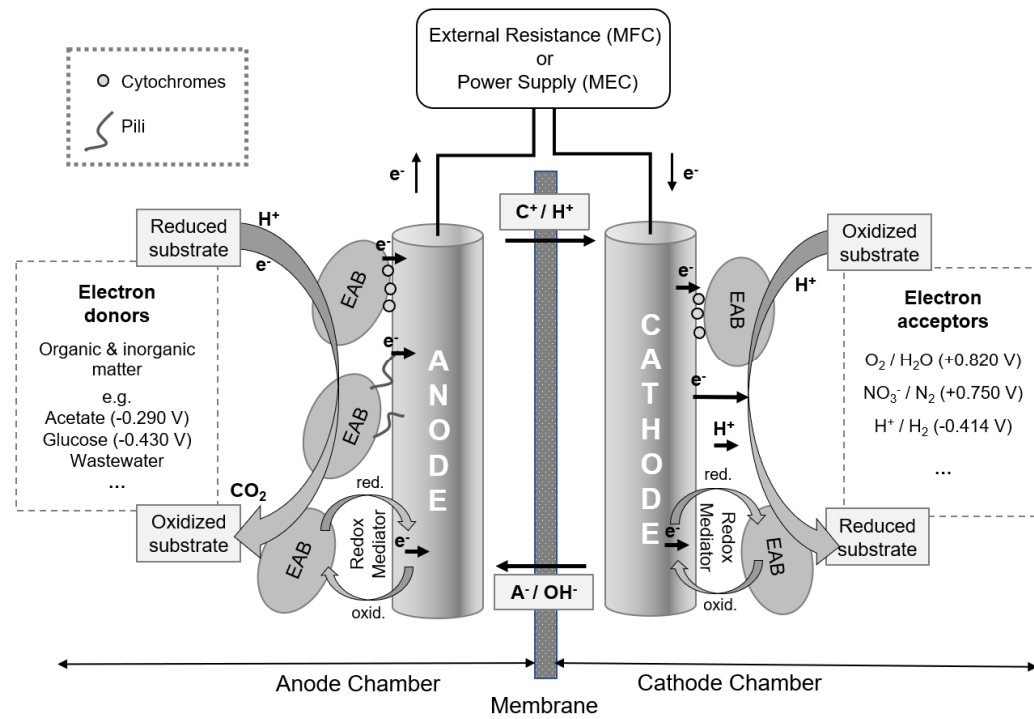 External Resistance (MFC)
or
Power Supply (MEC)
Cytochromes
Pili
e-
e-
C+ / H+
Reduced
substrate
H+
e-
Electron
donors
Organic & inorganic
matter
e.g.
Acetate (-0.290 V)
Glucose (-0.430 V)
Wastewater
...
CO2
Oxidized
substrate
EAB
e-
EAB
e-
EAB
red.
Redox
Mediator
e-
oxid.
ANODE
A- / OH-
CATHODE
e-
EAB
e-
H+
red.
e-
Redox
Mediator
EAB
oxid.
Oxidized
substrate
H+
Electron
acceptors
O2 / H2O (+0.820 V)
NO3- / N2 (+0.750 V)
H+ / H2 (-0.414 V)
...
Reduced
substrate
Anode Chamber
Cathode Chamber
Membrane